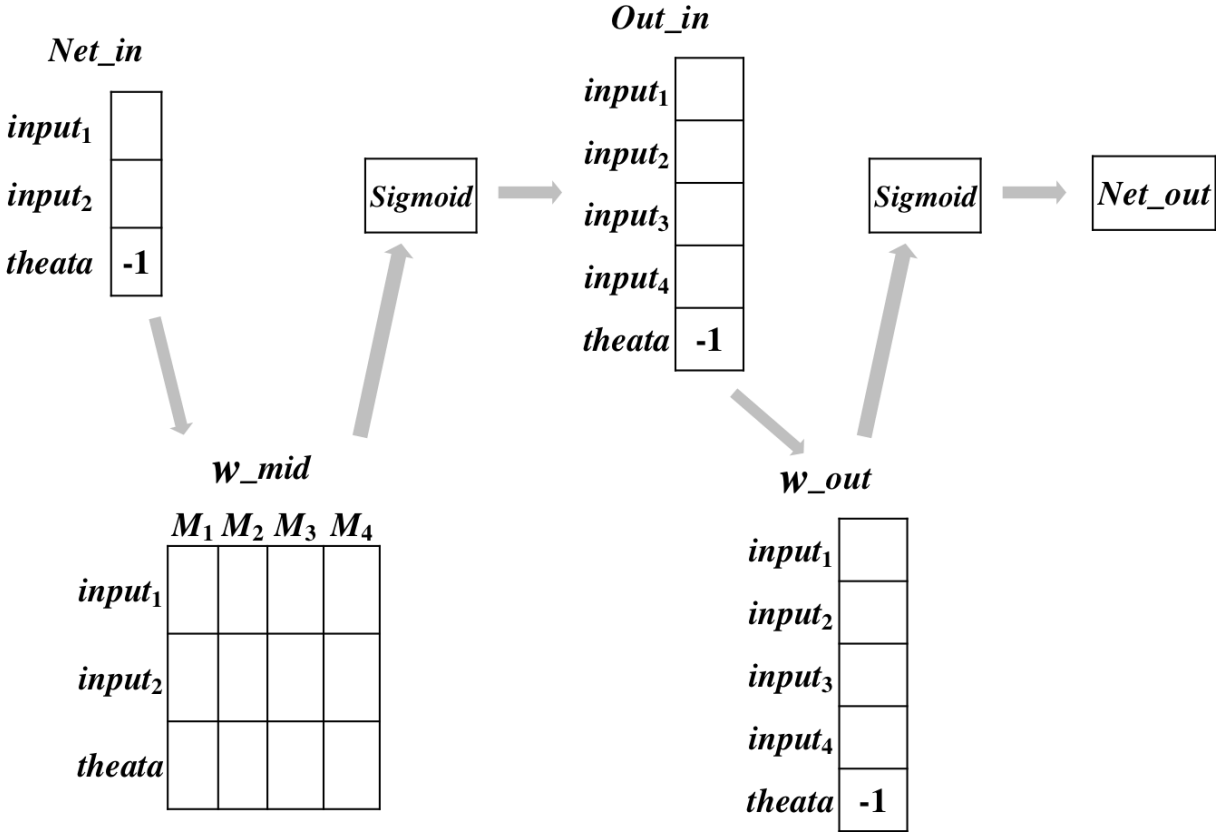 Net_in
input₁
input₂
theata -1
w_mid
M₁ M₂ M₃ M₄
input₁
input₂
theata
Sigmoid
Out_in
input₁
input₂
input₃
input₄
theata -1
w_out
input₁
input₂
input₃
input₄
theata -1
Sigmoid
Net_out